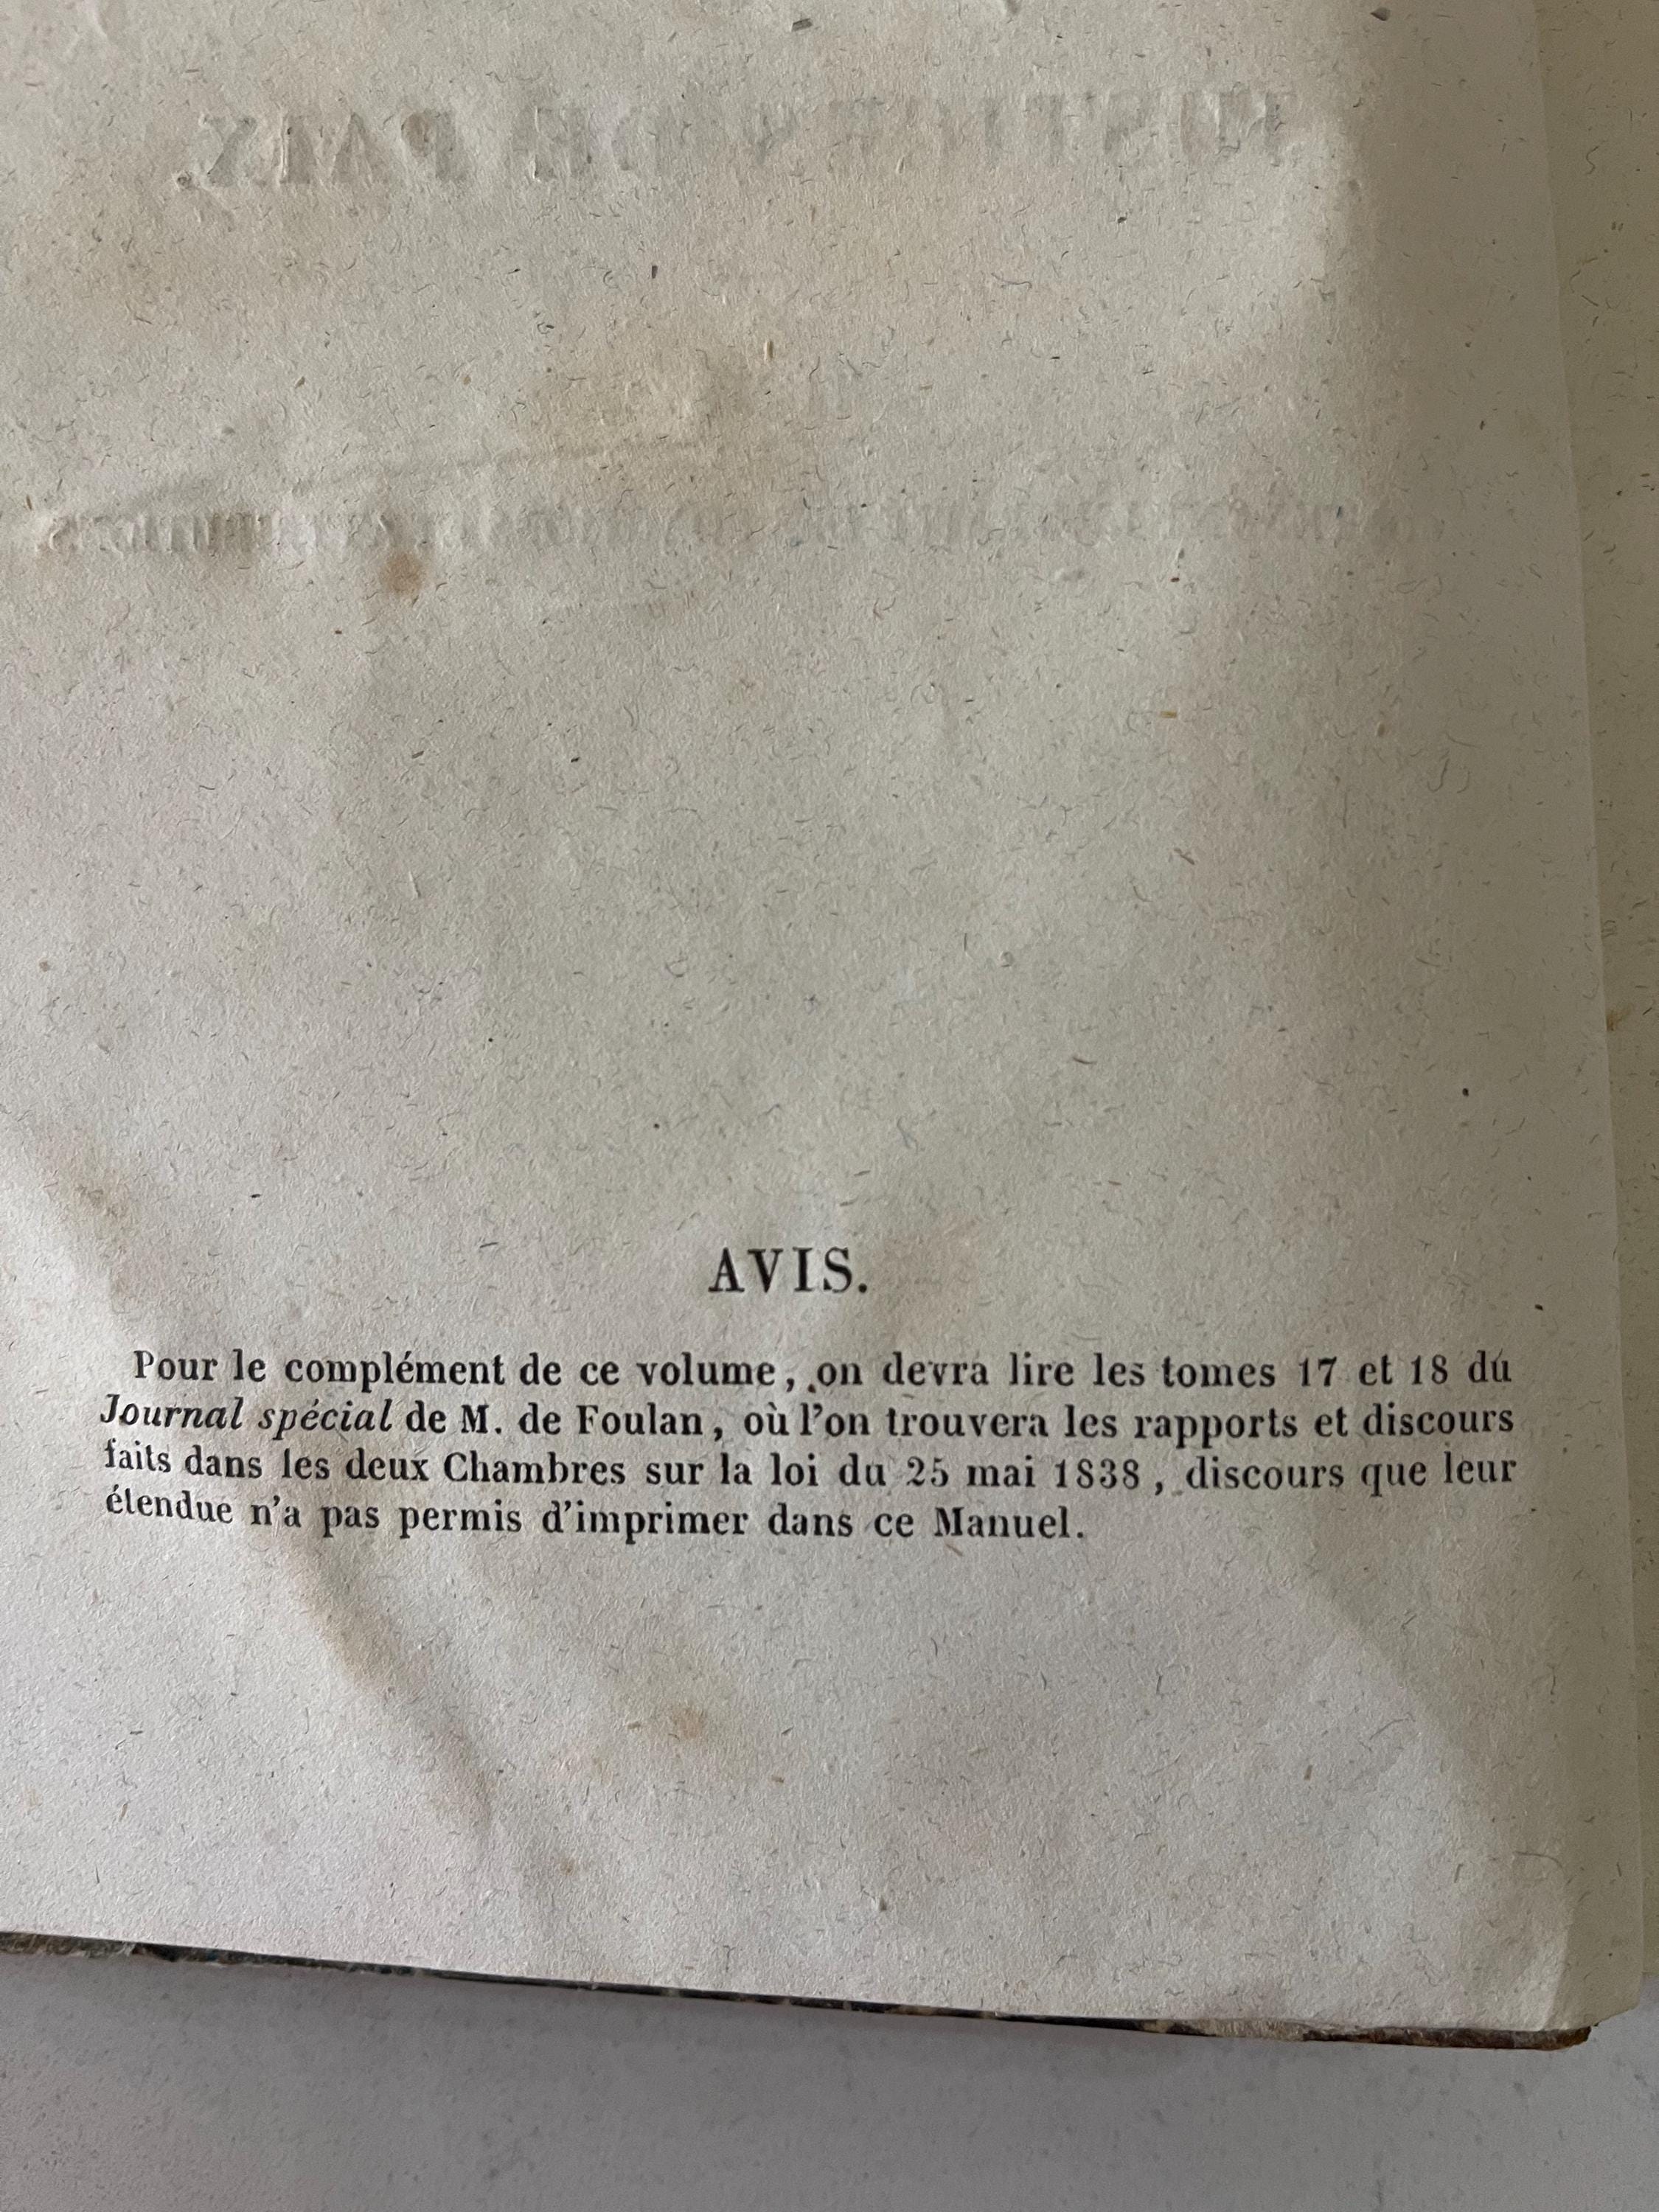 AVIS.
Pour le complément de ce volume, on devra lire les tomes 17 et 18 du
Journal spécial de M. de Foulan, où l'on trouvera les rapports et discours
faits dans les deux Chambres sur la loi du 25 mai 1838, discours que leur
étendue n'a pas permis d'imprimer dans ce Manuel.